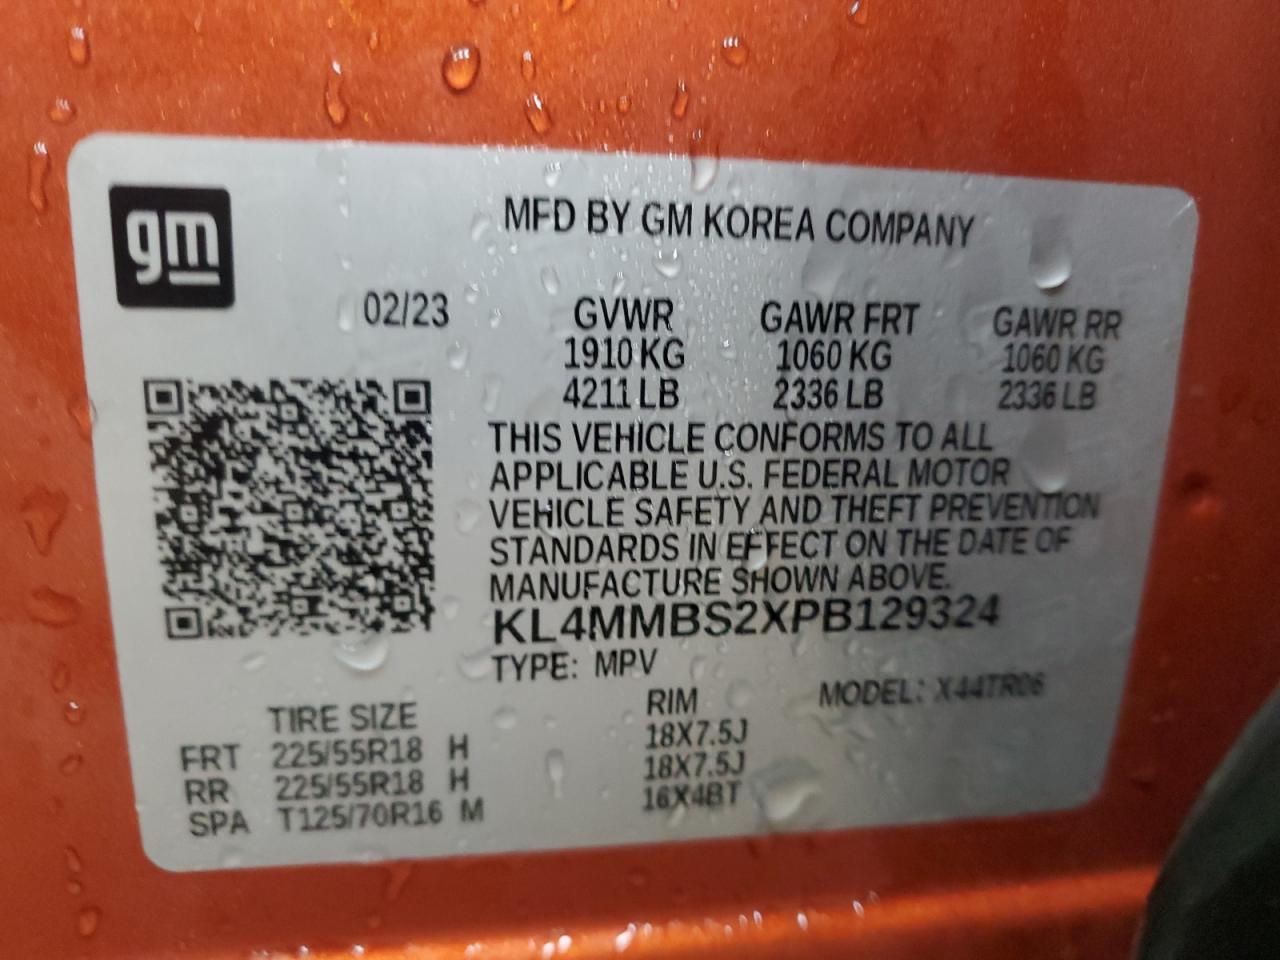 gm
MFD BY GM KOREA COMPANY
02/23
GVWR GAWR FRT GAWR RR
1910 KG 1060 KG 1060 KG
4211 LB 2336 LB 2336 LB
THIS VEHICLE CONFORMS TO ALL
APPLICABLE U.S. FEDERAL MOTOR
VEHICLE SAFETY AND THEFT PREVENTION
STANDARDS IN EFFECT ON THE DATE OF
MANUFACTURE SHOWN ABOVE.
KL4MMBS2XPB129324
TYPE: MPV
MODEL: X44TR06
TIRE SIZE RIM
FRT 225/55R18 H 18X7.5J
RR 225/55R18 H 18X7.5J
SPA T125/70R16 M 16X4BT